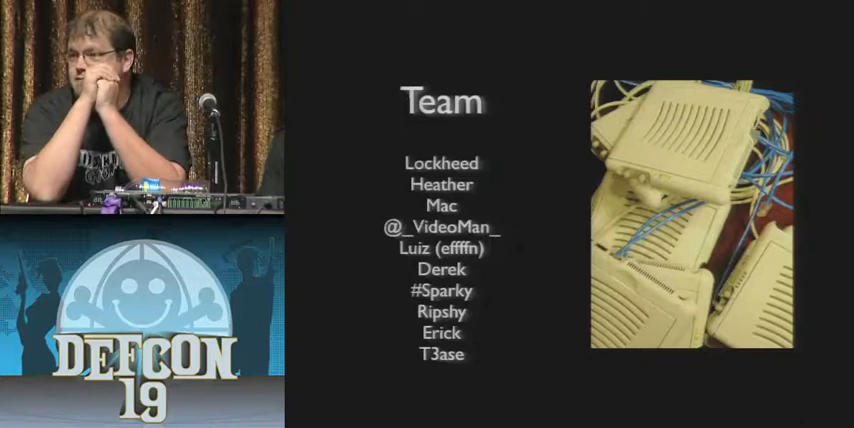 Team
Lockheed
Heather
Mac
@_VideoMan_
Luiz (effffn)
Derek
#Sparky
Ripshy
Erick
T3ase
DEFCON
19